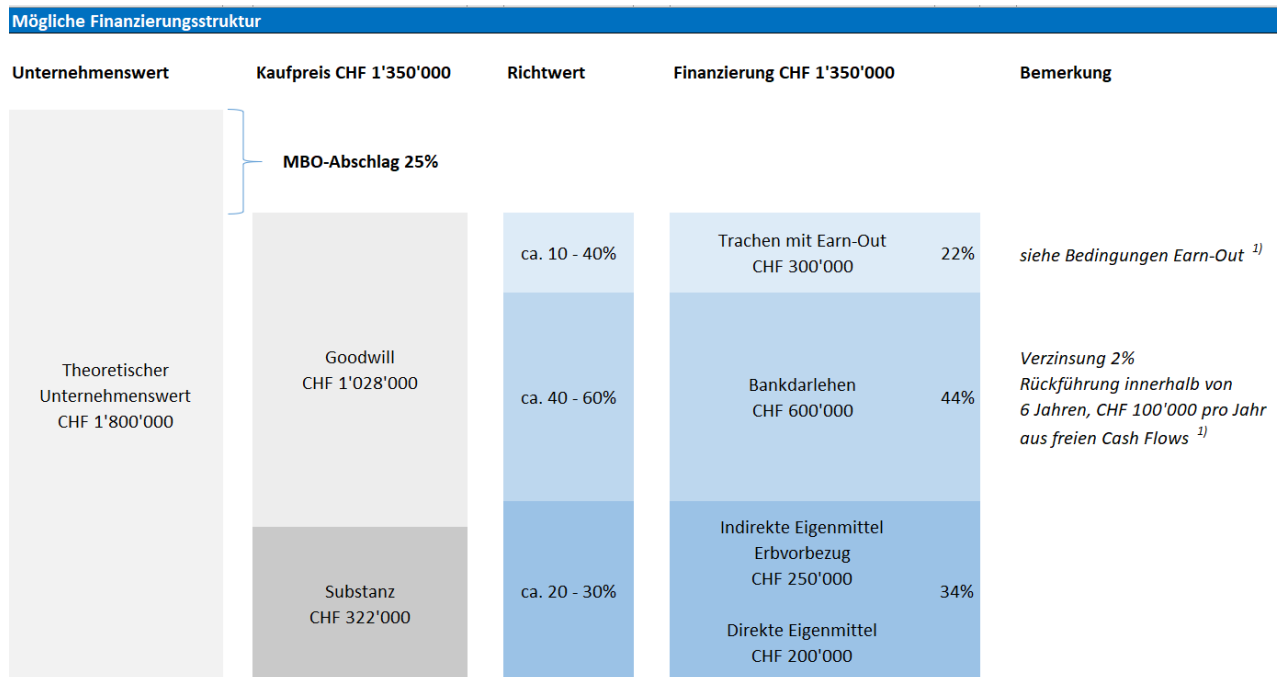 Mögliche Finanzierungsstruktur
Unternehmenswert
Kaufpreis CHF 1'350'000
Richtwert
Finanzierung CHF 1'350'000
Bemerkung
MBO-Abschlag 25%
Theoretischer
Unternehmenswert
CHF 1'800'000
Goodwill
CHF 1'028'000
Substanz
CHF 322'000
ca. 10 - 40%
ca. 40 - 60%
ca. 20 - 30%
Trachen mit Earn-Out
CHF 300'000
22%
Bankdarlehen
CHF 600'000
44%
Indirekte Eigenmittel
Erbvorbezug
CHF 250'000
34%
Direkte Eigenmittel
CHF 200'000
siehe Bedingungen Earn-Out 1)
Verzinsung 2%
Rückführung innerhalb von
6 Jahren, CHF 100'000 pro Jahr
aus freien Cash Flows 1)